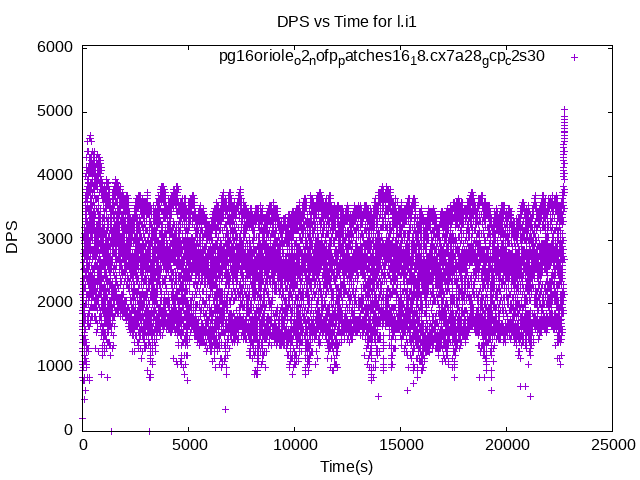 DPS vs Time for l.i1
pg16oriole_o2_nofp_patches16_18.cx7a28_gcp_c2s30
6000
5000
4000
3000
2000
1000
0
DPS
0 5000 10000 15000 20000 25000
Time(s)